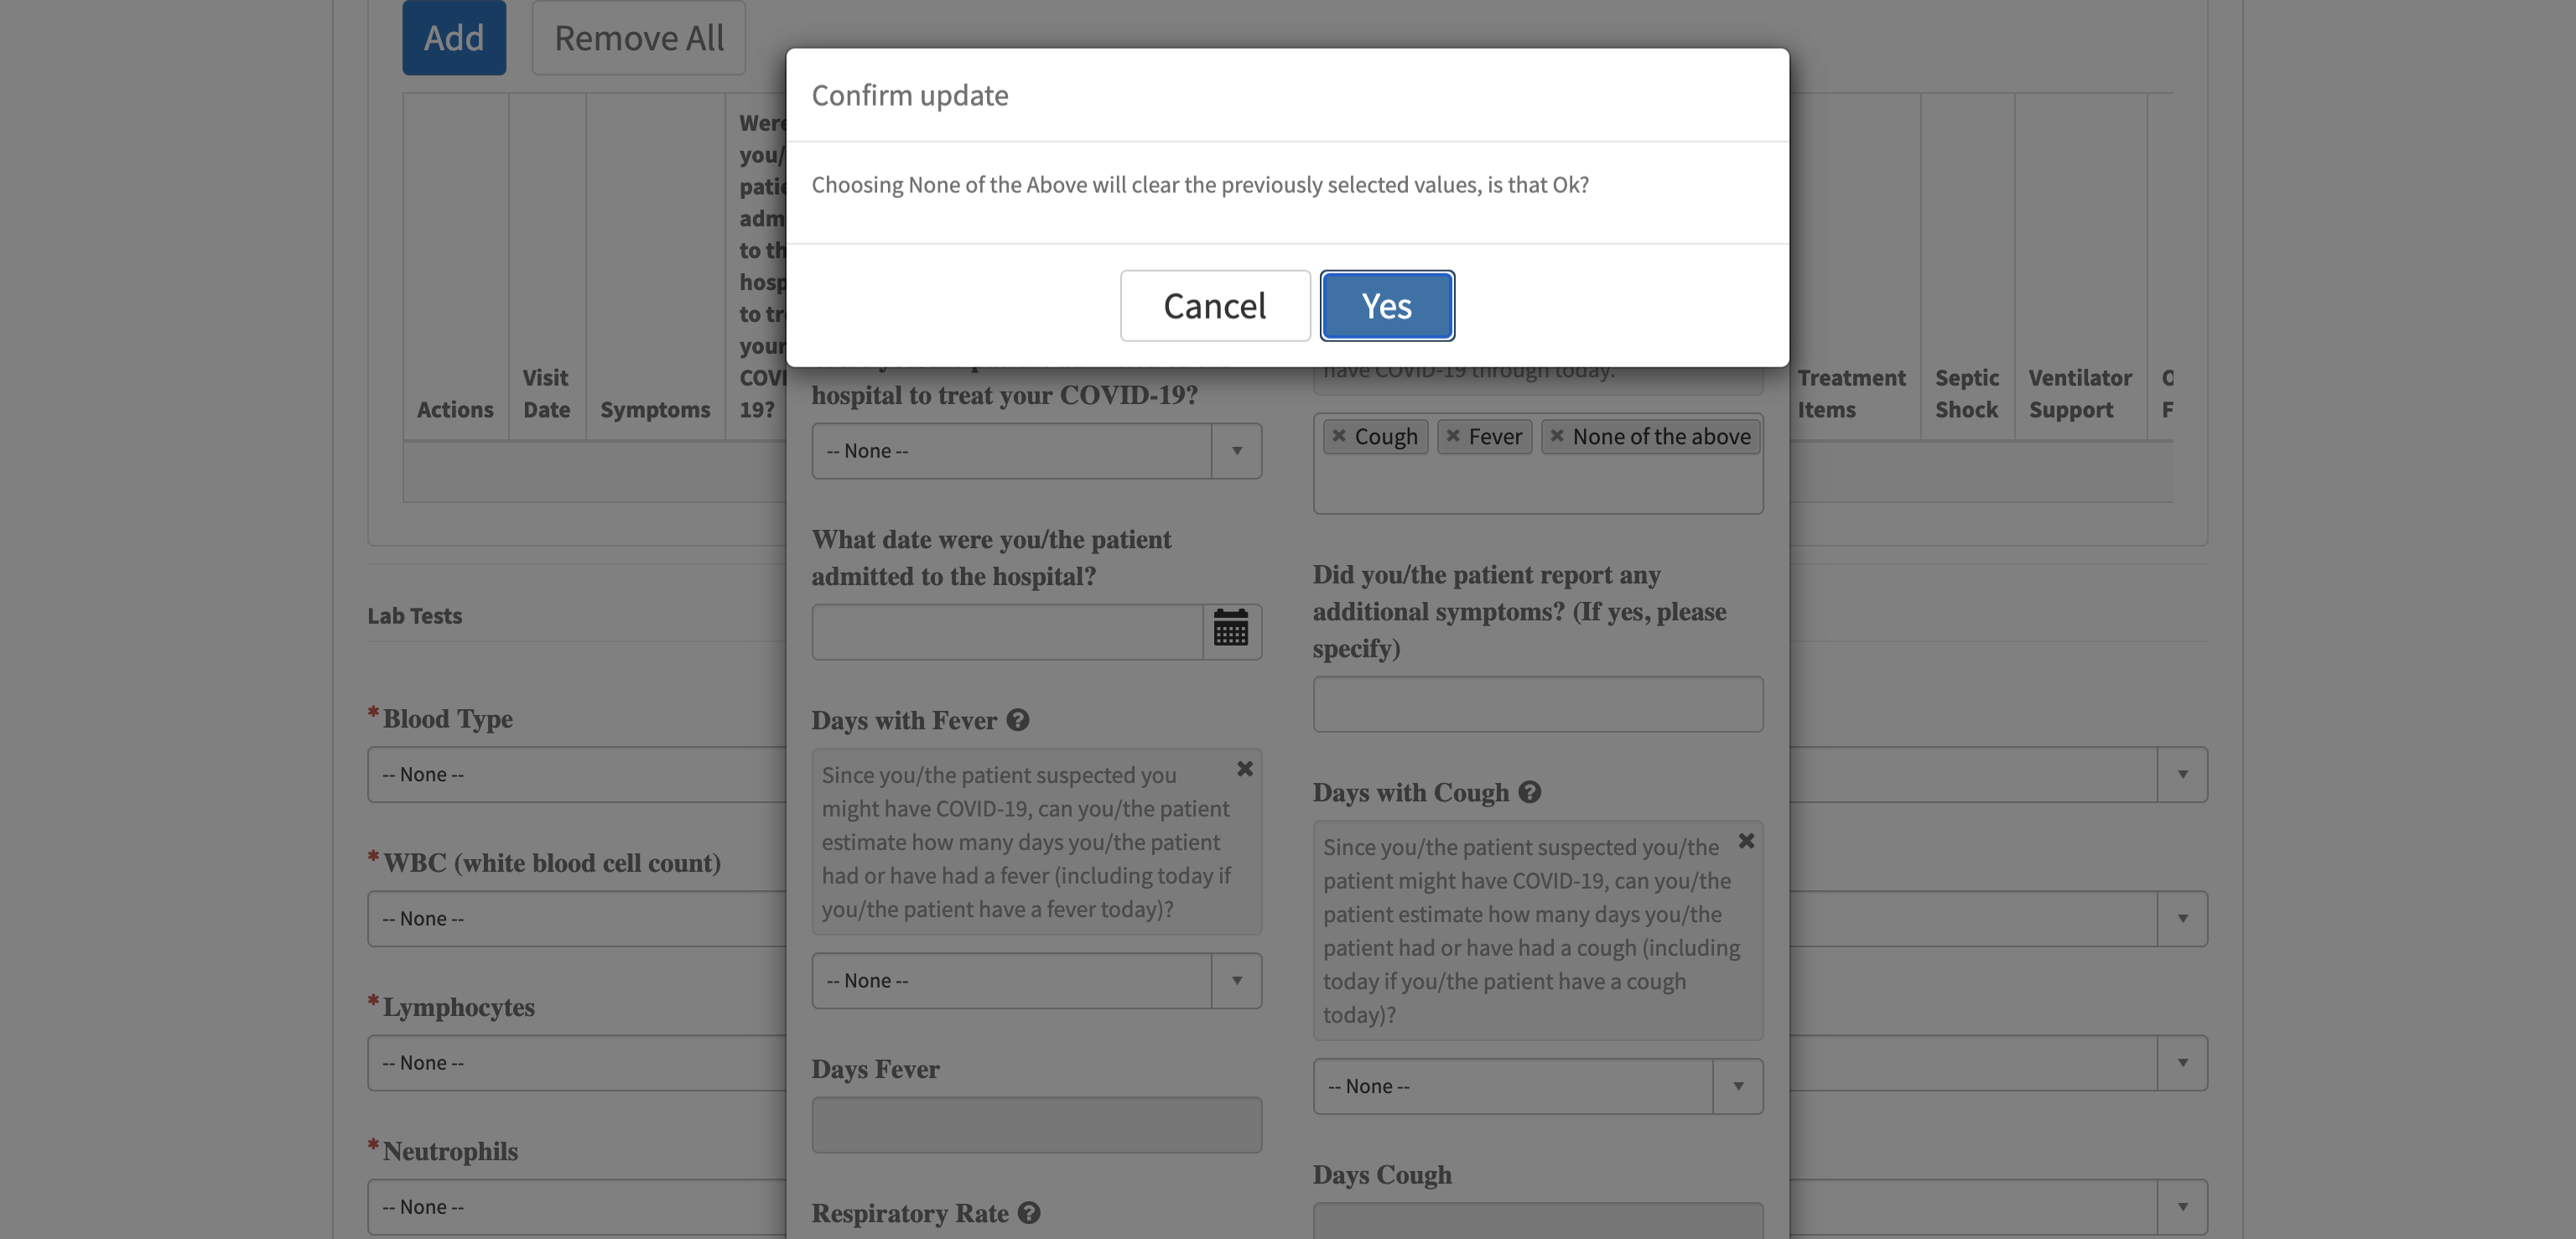 Add
Remove All
Confirm update
Choosing None of the Above will clear the previously selected values, is that Ok?
Cancel
Yes
Actions
Visit
Date
Symptoms
Were
you/
to th
to tr
your
19?
Treatment
Items
Septic
Shock
Ventilator
Support
hospital to treat your COVID-19?
-- None --
have COVID-19 through today.
Cough
Fever
None of the above
What date were you/the patient
admitted to the hospital?
Did you/the patient report any
additional symptoms? (If yes, please
specify)
Days with Fever
Since you/the patient suspected you
might have COVID-19, can you/the patient
estimate how many days you/the patient
had or have had a fever (including today if
you/the patient have a fever today)?
-- None --
Days with Cough
Since you/the patient suspected you/the
patient might have COVID-19, can you/the
patient estimate how many days you/the
patient had or have had a cough (including
today if you/the patient have a cough
today)?
-- None --
Days Fever
Days Cough
Respiratory Rate
Lab Tests
*Blood Type
-- None --
*WBC (white blood cell count)
-- None --
*Lymphocytes
-- None --
*Neutrophils
-- None --